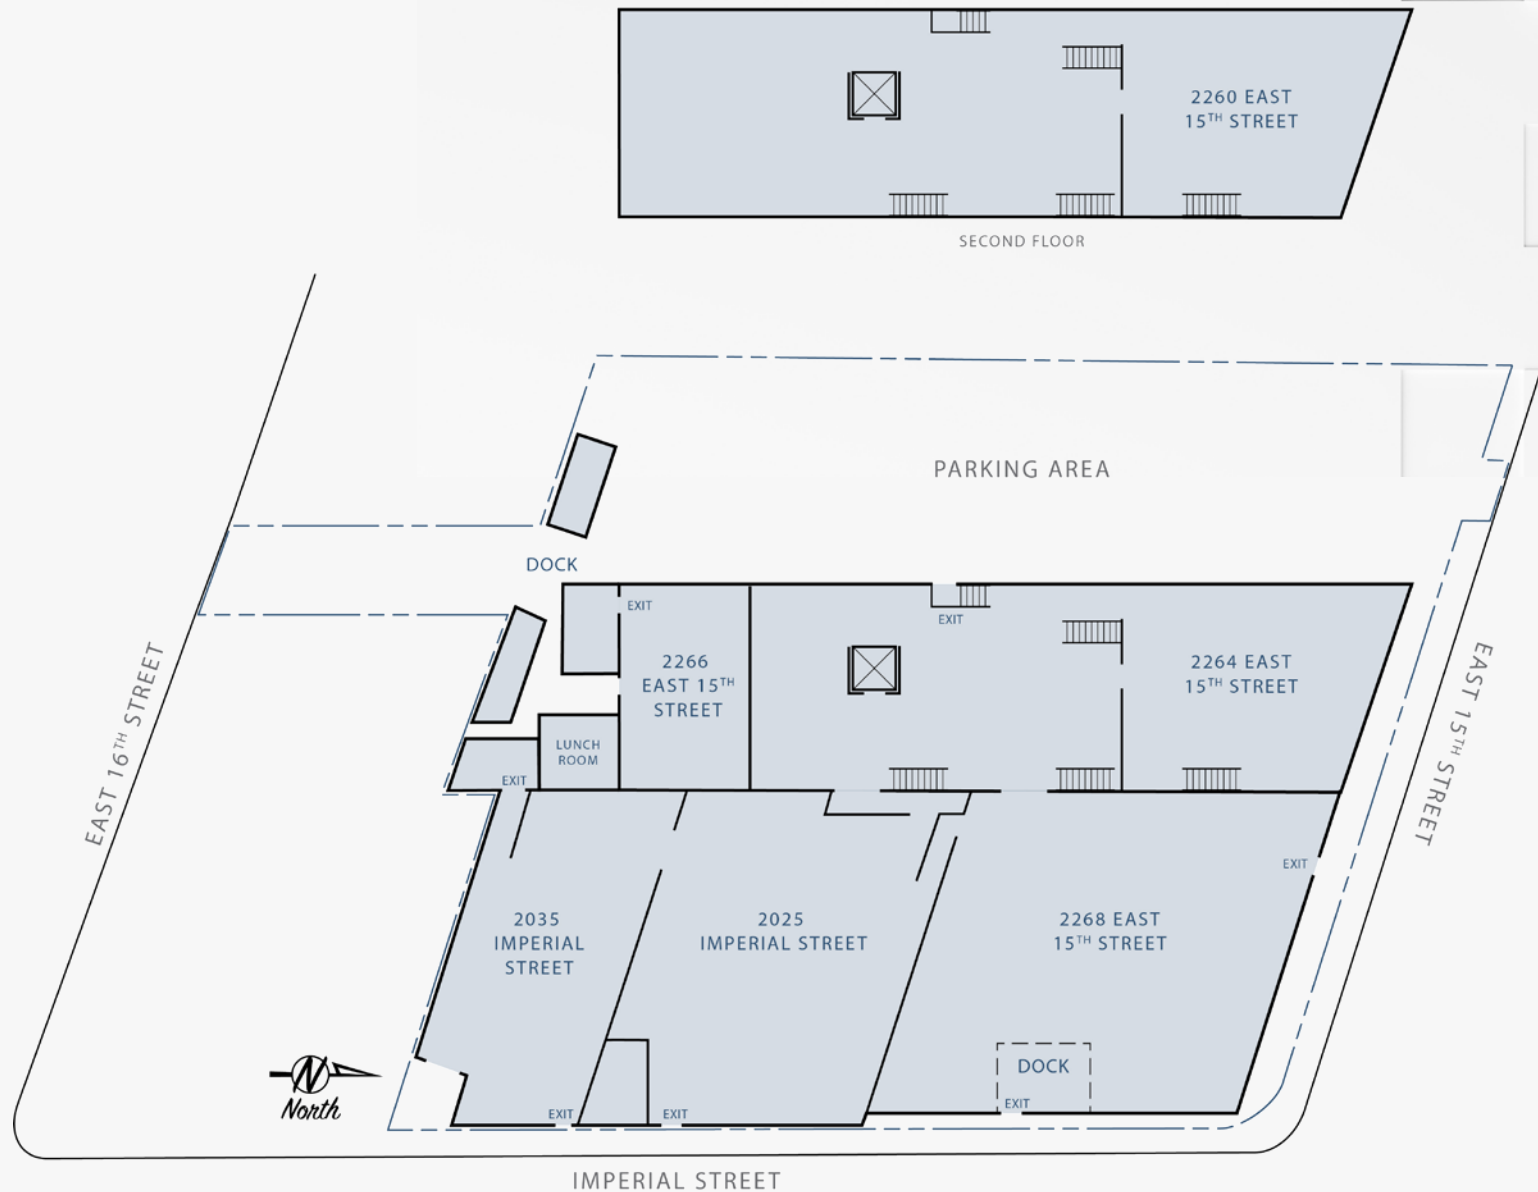 2260 EAST
15TH STREET
SECOND FLOOR
PARKING AREA
DOCK
EXIT
EXIT
2266
EAST 15TH
STREET
2264 EAST
15TH STREET
EAST 16TH STREET
EAST 15TH STREET
LUNCH
ROOM
EXIT
EXIT
2035
IMPERIAL
STREET
2025
IMPERIAL STREET
2268 EAST
15TH STREET
DOCK
N
North
EXIT
EXIT
EXIT
IMPERIAL STREET